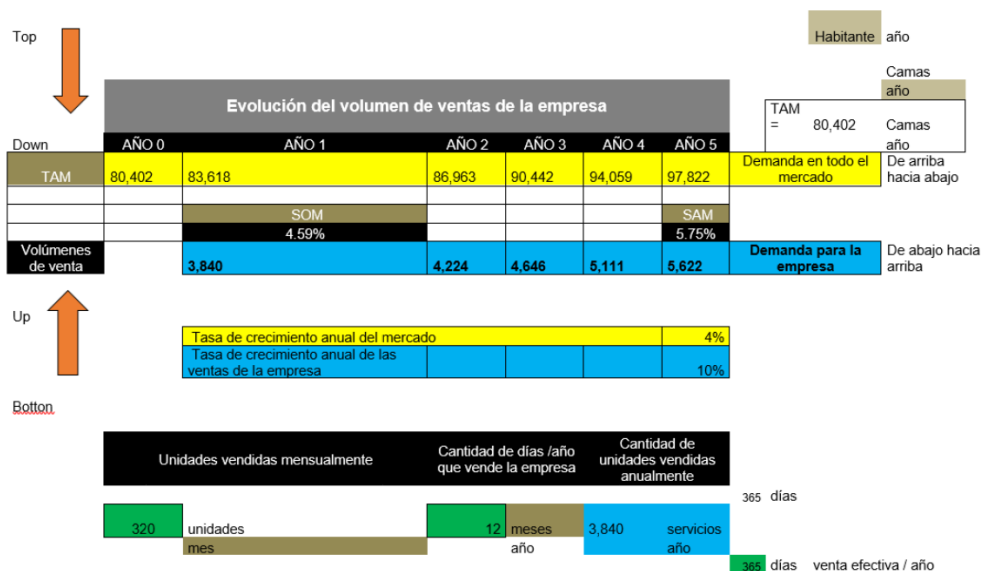 Top
Habitante año
Camas
Evolución del volumen de ventas de la empresa
año
TAM
= 80,402 Camas
Down AÑO 0 AÑO 1 AÑO 2 AÑO 3 AÑO 4 AÑO 5 año
TAM 80,402 83,618 86,963 90,442 94,059 97,822 Demanda en todo el mercado De arriba hacia abajo
SOM SAM
4.59% 5.75%
Volúmenes de venta 3,840 4,224 4,646 5,111 5,622 Demanda para la empresa De abajo hacia arriba
Up
Tasa de crecimiento anual del mercado 4%
Tasa de crecimiento anual de las
ventas de la empresa 10%
Botton
Unidades vendidas mensualmente Cantidad de días /año que vende la empresa Cantidad de unidades vendidas anualmente
365 días
320 unidades 12 meses 3,840 servicios
mes año año
365 días venta efectiva / año